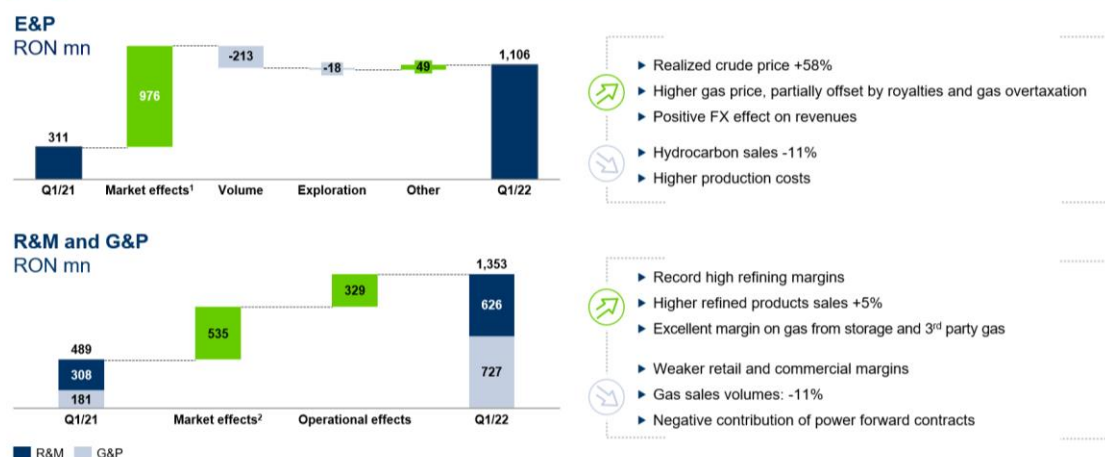 E&P
RON mn
311
976
-213
-18
49
1,106
Q1/21
Market effects¹
Volume
Exploration
Other
Q1/22
► Realized crude price +58%
► Higher gas price, partially offset by royalties and gas overtaxation
► Positive FX effect on revenues
► Hydrocarbon sales -11%
► Higher production costs
R&M and G&P
RON mn
489
308
181
535
329
1,353
626
727
Q1/21
Market effects²
Operational effects
Q1/22
R&M
G&P
► Record high refining margins
► Higher refined products sales +5%
► Excellent margin on gas from storage and 3rd party gas
► Weaker retail and commercial margins
► Gas sales volumes: -11%
► Negative contribution of power forward contracts